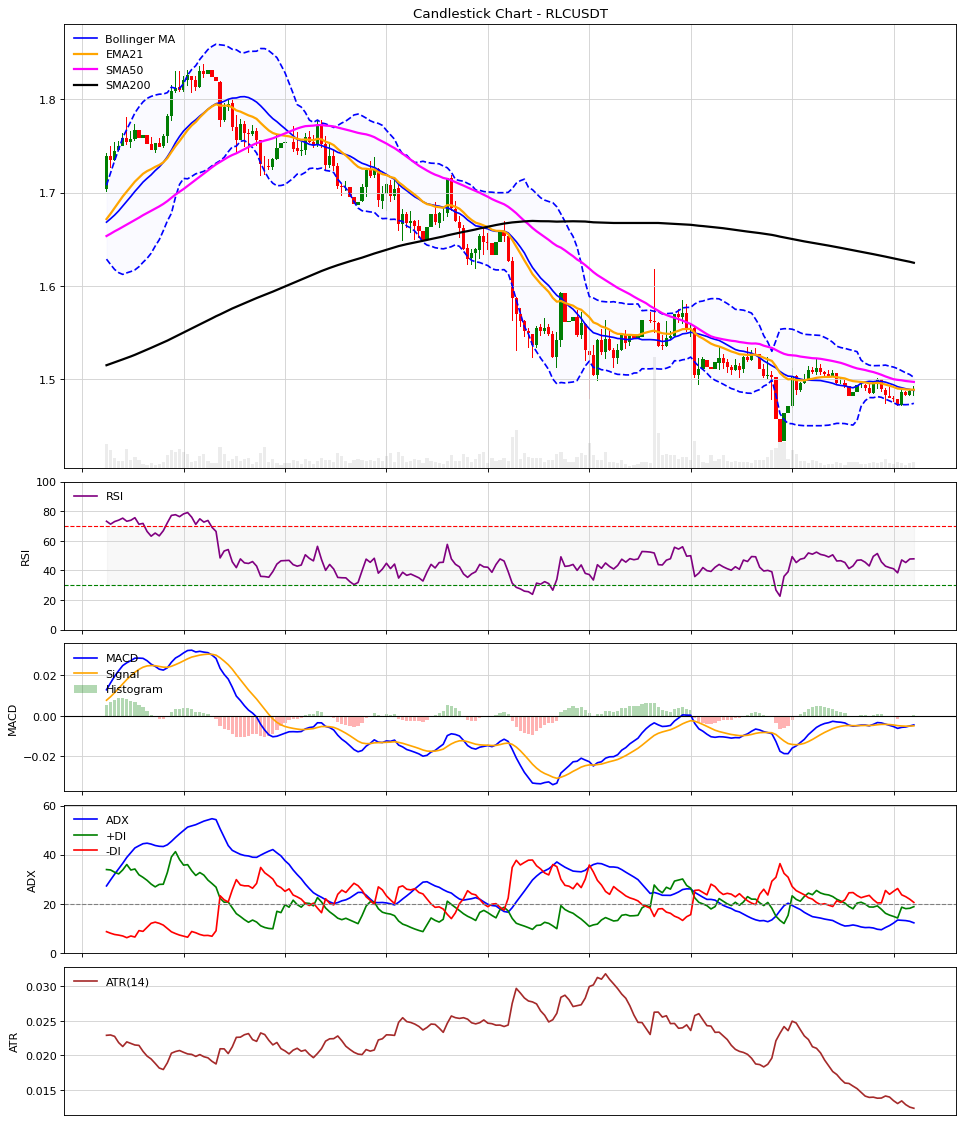 Candlestick Chart - RLCUSDT
Bollinger MA
EMA21
SMA50
SMA200
1.8
1.7
1.6
1.5
RSI
100
80
60
40
20
0
RSI
MACD
Signal
Histogram
0.02
0.00
−0.02
MACD
ADX
+DI
-DI
60
40
20
0
ADX
ATR(14)
0.030
0.025
0.020
0.015
ATR